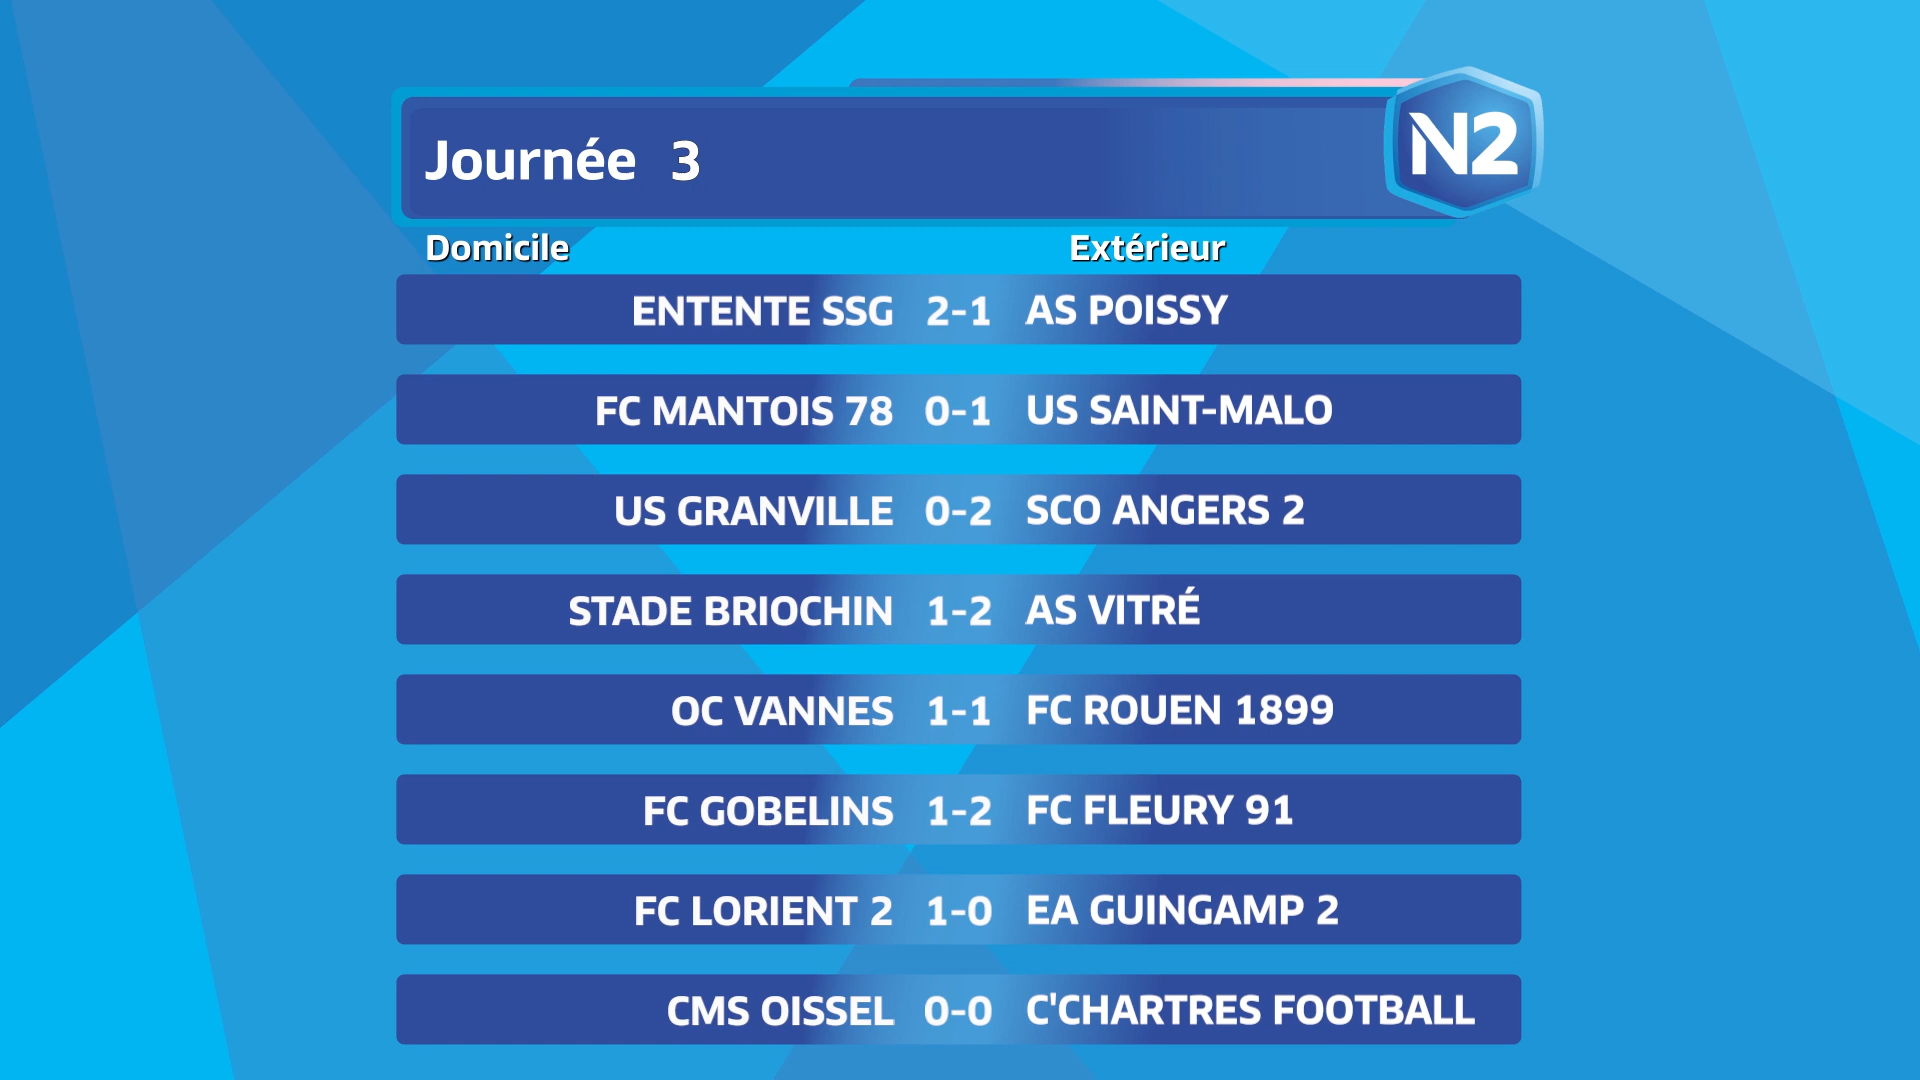 Journée 3
N2
Domicile Extérieur
ENTENTE SSG 2-1 AS POISSY
FC MANTOIS 78 0-1 US SAINT-MALO
US GRANVILLE 0-2 SCO ANGERS 2
STADE BRIOCHIN 1-2 AS VITRÉ
OC VANNES 1-1 FC ROUEN 1899
FC GOBELINS 1-2 FC FLEURY 91
FC LORIENT 2 1-0 EA GUINGAMP 2
CMS OISSEL 0-0 C'CHARTRES FOOTBALL